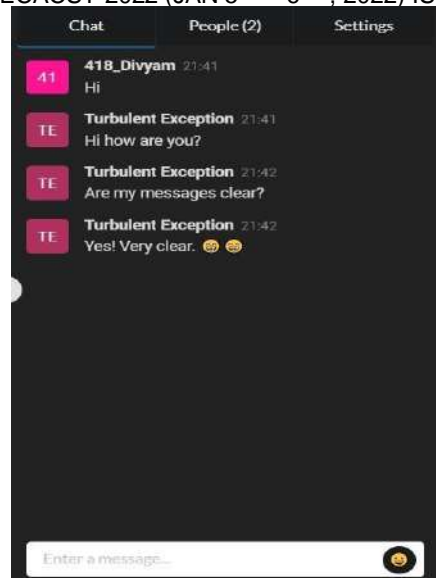 Chat People (2) Settings
41 418_Divyam 21:41
Hi
TE Turbulent Exception 21:41
Hi how are you?
TE Turbulent Exception 21:42
Are my messages clear?
TE Turbulent Exception 21:42
Yes! Very clear.
Enter a message...